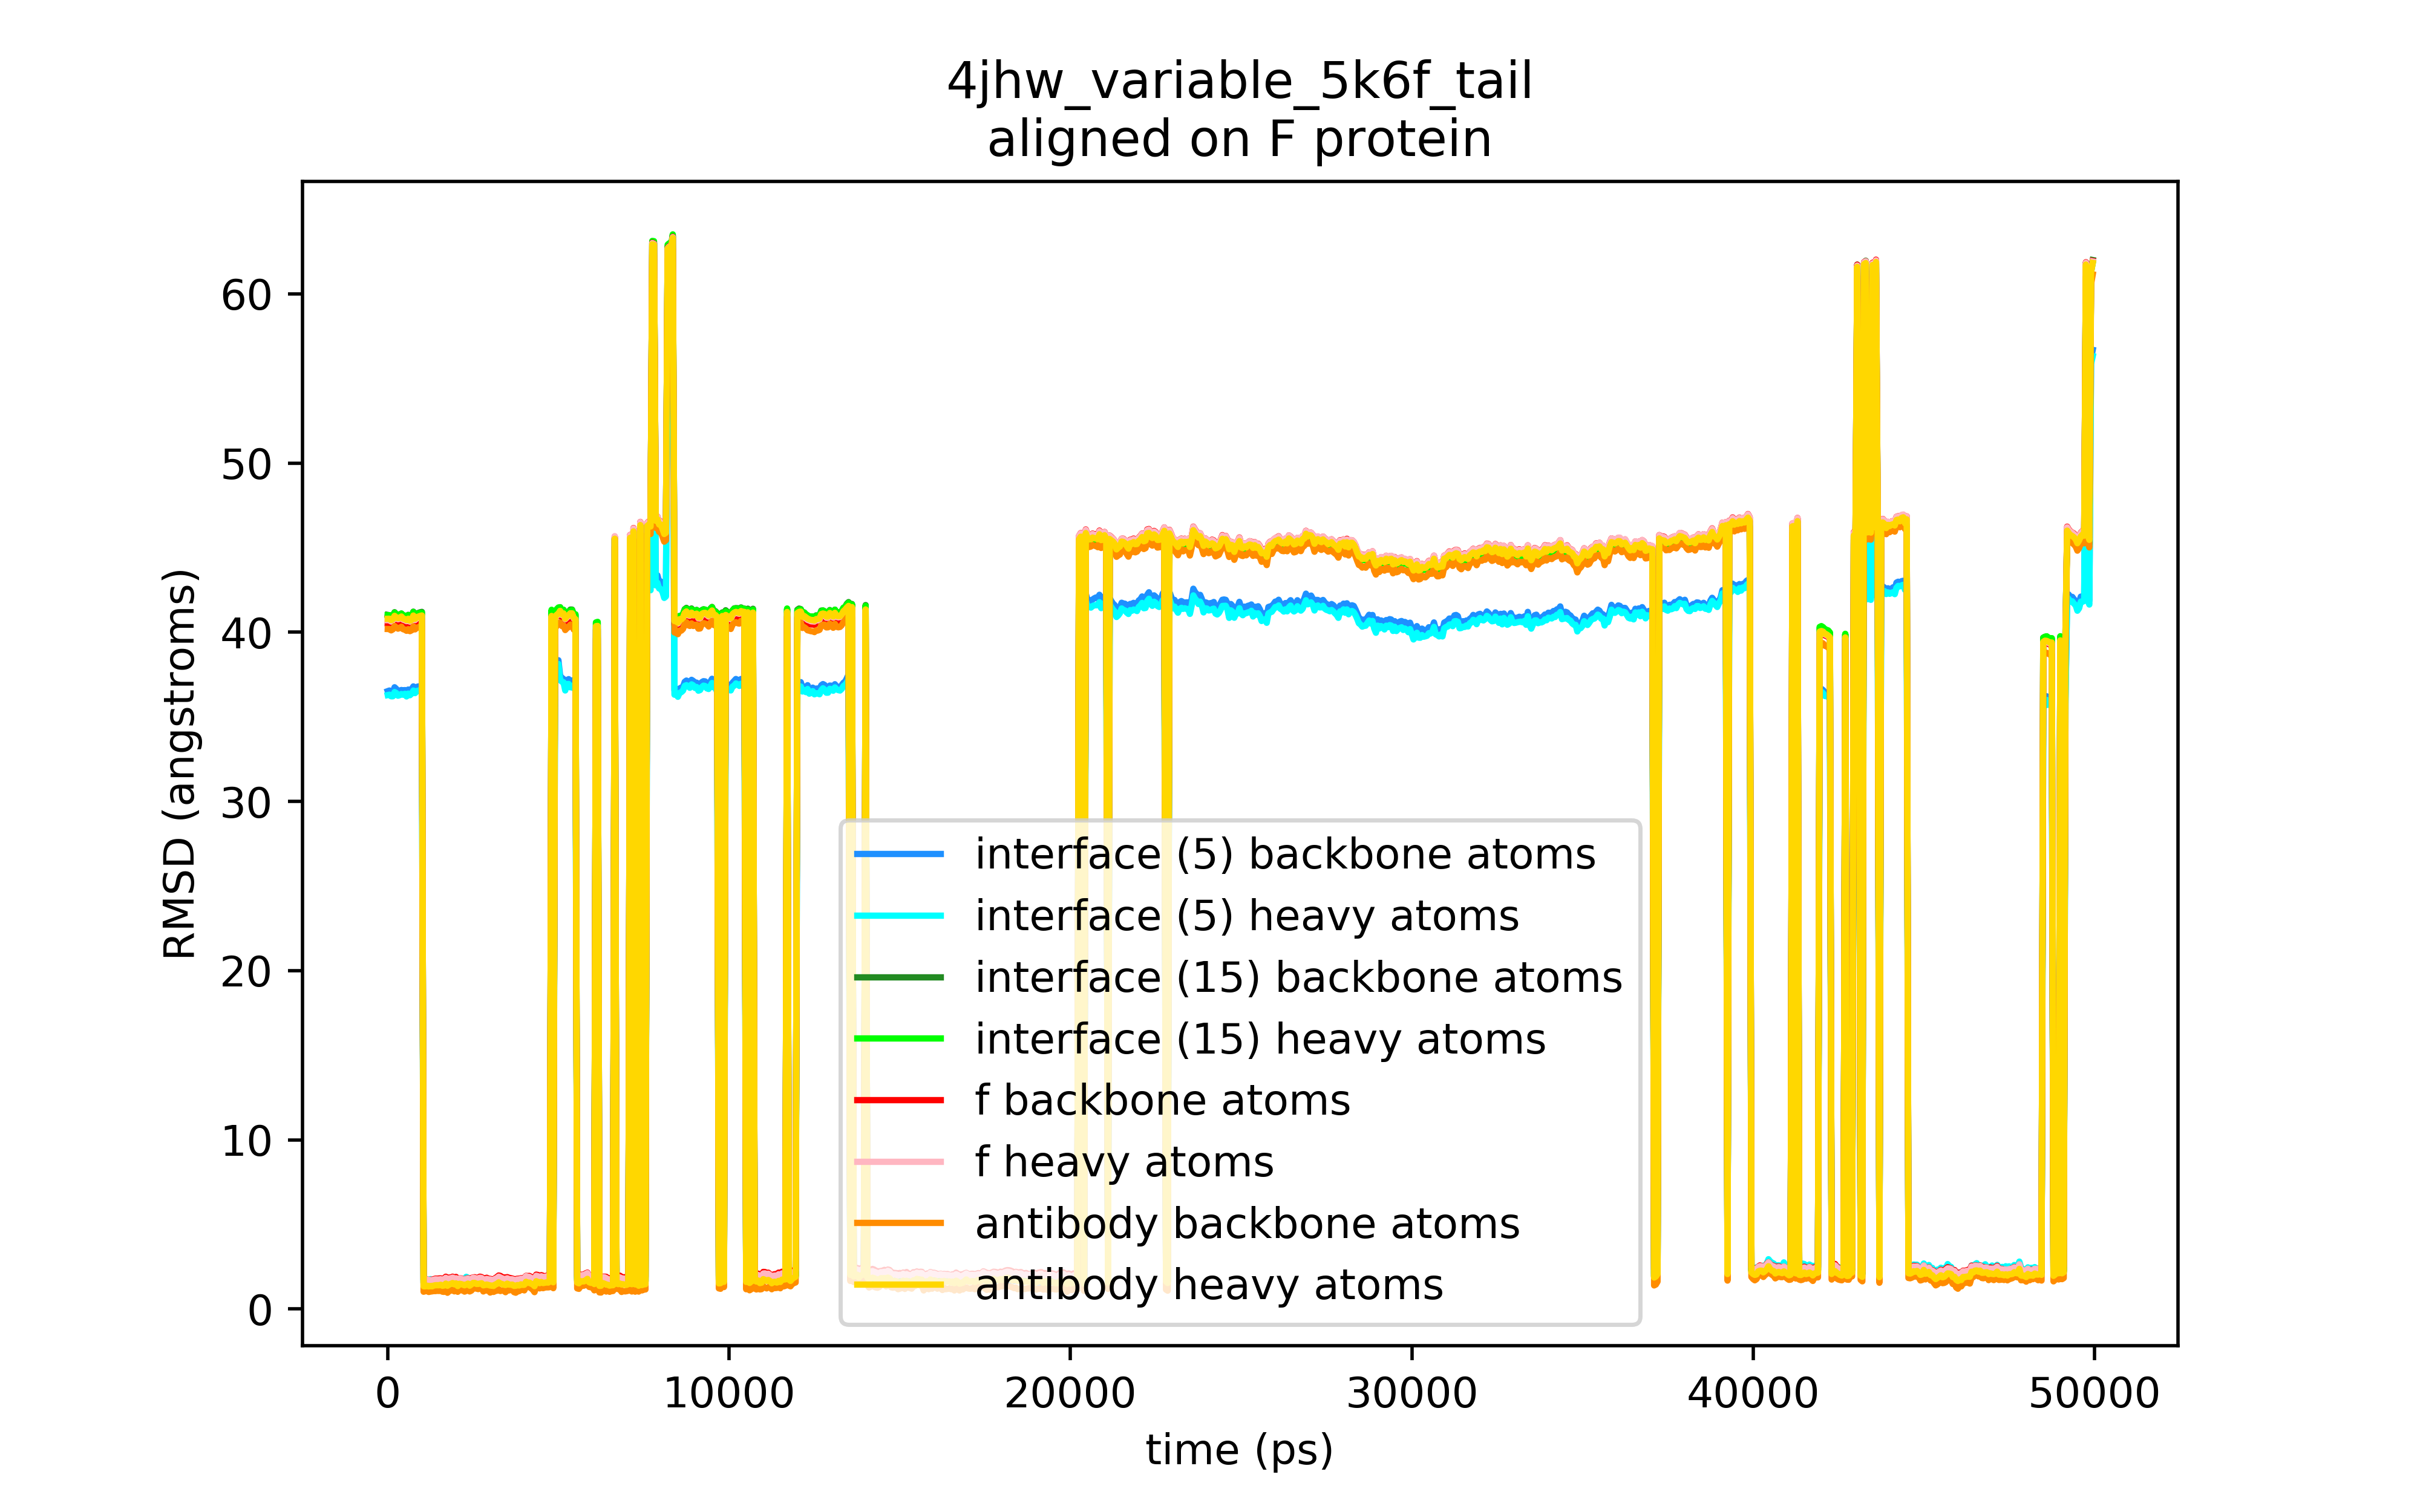 4jhw_variable_5k6f_tail
aligned on F protein
RMSD (angstroms)
60
50
40
30
20
10
0
interface (5) backbone atoms
interface (5) heavy atoms
interface (15) backbone atoms
interface (15) heavy atoms
f backbone atoms
f heavy atoms
antibody backbone atoms
antibody heavy atoms
0 10000 20000 30000 40000 50000
time (ps)